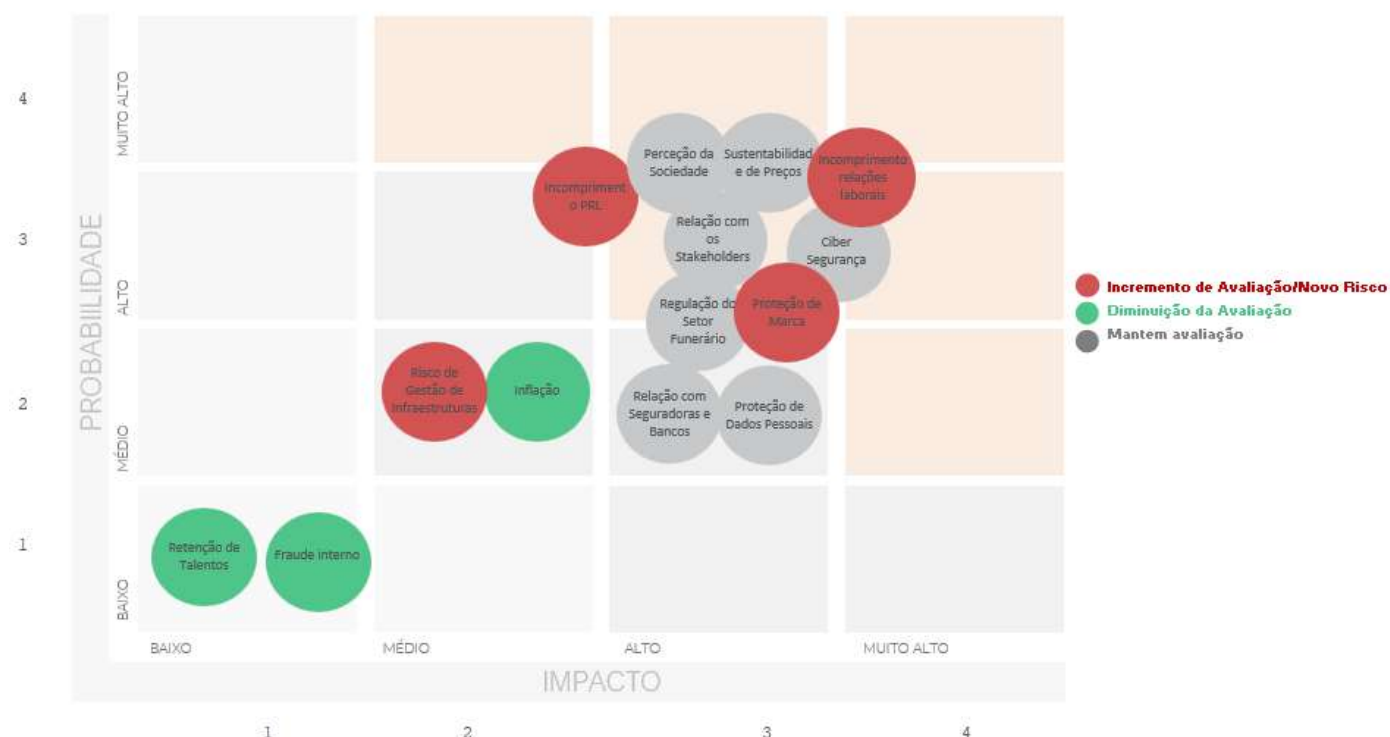 4
MUITO ALTO
Perceção da
Sociedade
Sustentabilidad
e de Preços
Incomprimento
relações
laborais
Incompriment
o PRL
PROBABIILIDADE
3
ALTO
Relação com
os
Stakeholders
Ciber
Segurança
Regulação do
Setor
Funerário
Proteção de
Marca
Incremento de Avaliação/Novo Risco
Diminuição da Avaliação
Mantem avaliação
2
MÉDIO
Risco de
Gestão de
Infraestruturas
Inflação
Relação com
Seguradoras e
Bancos
Proteção de
Dados Pessoais
1
BAIXO
Retenção de
Talentos
Fraude interno
BAIXO
MÉDIO
ALTO
MUITO ALTO
IMPACTO
1
2
3
4